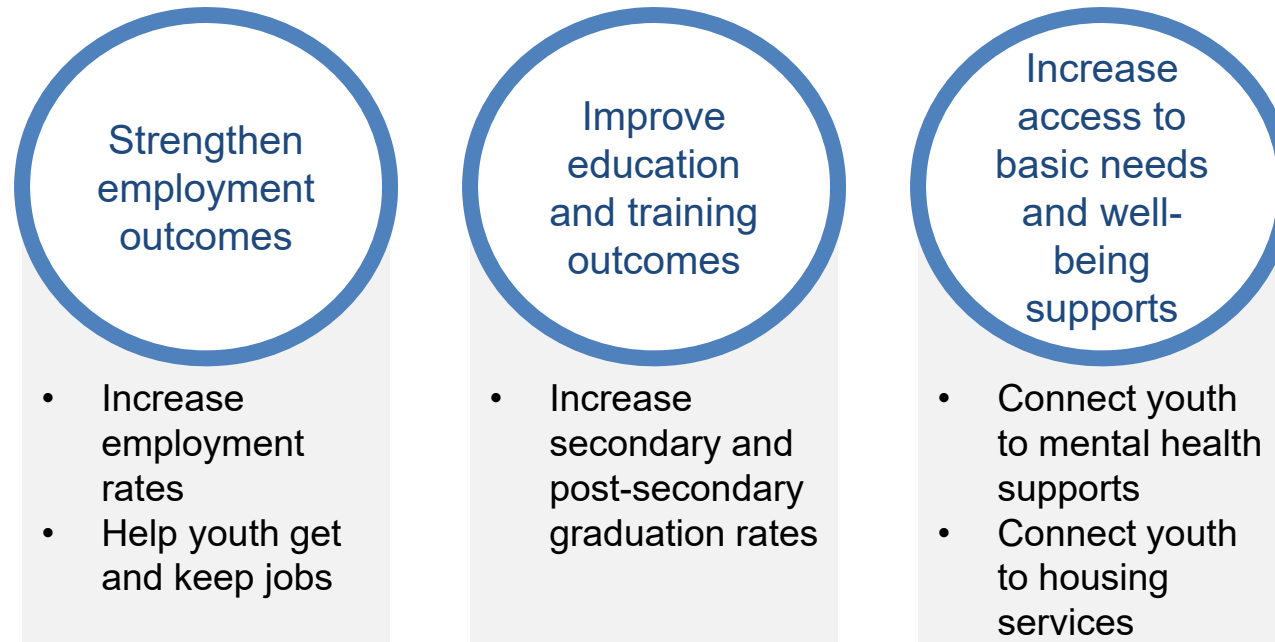 Strengthen
employment
outcomes
• Increase
employment
rates
• Help youth get
and keep jobs
Improve
education
and training
outcomes
• Increase
secondary and
post-secondary
graduation rates
Increase
access to
basic needs
and well-
being
supports
• Connect youth
to mental health
supports
• Connect youth
to housing
services